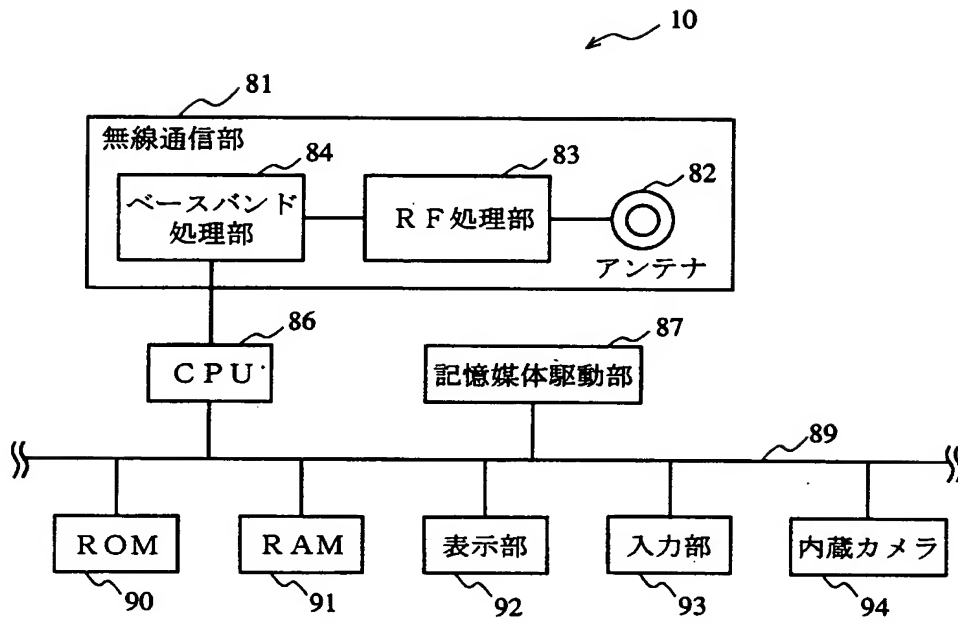 10
81
無線通信部
84
83
82
ベースバンド
処理部
RF処理部
アンテナ
86
87
CPU
記憶媒体駆動部
89
ROM
RAM
表示部
入力部
内蔵カメラ
90
91
92
93
94